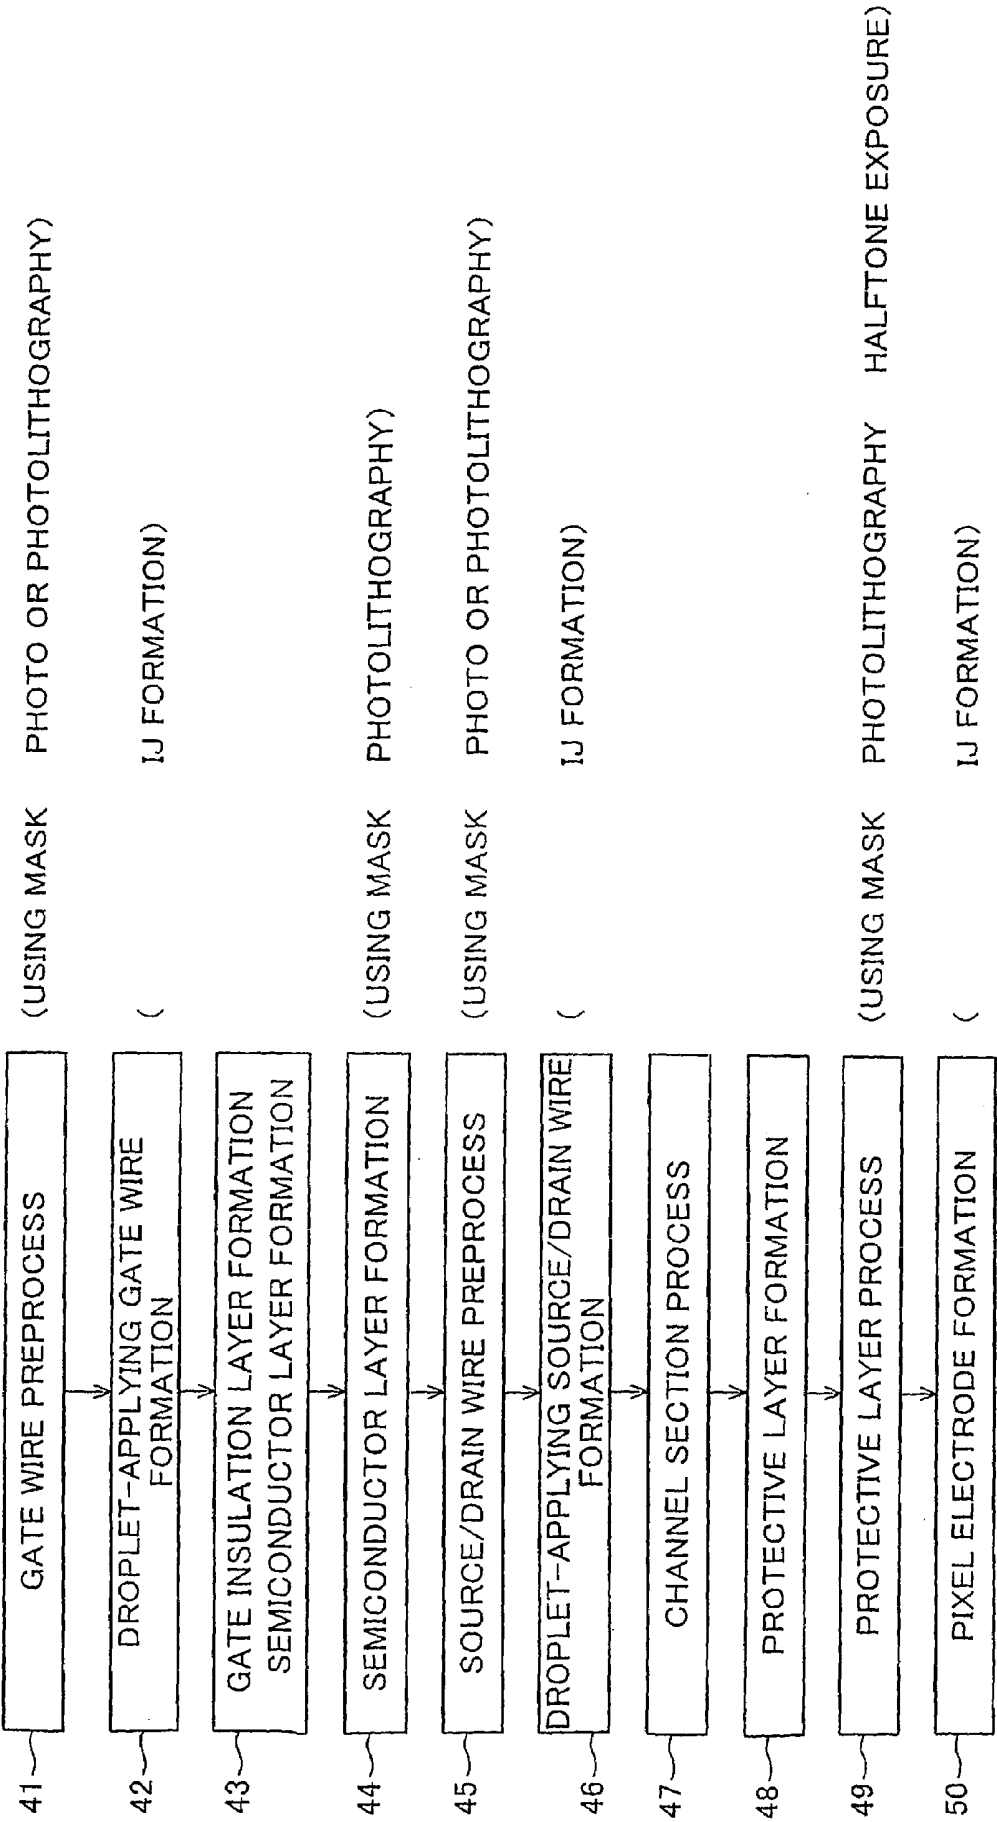 41 GATE WIRE PREPROCESS (USING MASK PHOTO OR PHOTOLITHOGRAPHY)
42 DROPLET-APPLYING GATE WIRE ( IJ FORMATION)
FORMATION
43 GATE INSULATION LAYER FORMATION
SEMICONDUCTOR LAYER FORMATION
44 SEMICONDUCTOR LAYER FORMATION (USING MASK PHOTOLITHOGRAPHY)
45 SOURCE/DRAIN WIRE PREPROCESS (USING MASK PHOTO OR PHOTOLITHOGRAPHY)
46 DROPLET-APPLYING SOURCE/DRAIN WIRE ( IJ FORMATION)
FORMATION
47 CHANNEL SECTION PROCESS
48 PROTECTIVE LAYER FORMATION
49 PROTECTIVE LAYER PROCESS (USING MASK PHOTOLITHOGRAPHY HALFTONE EXPOSURE)
50 PIXEL ELECTRODE FORMATION ( IJ FORMATION)